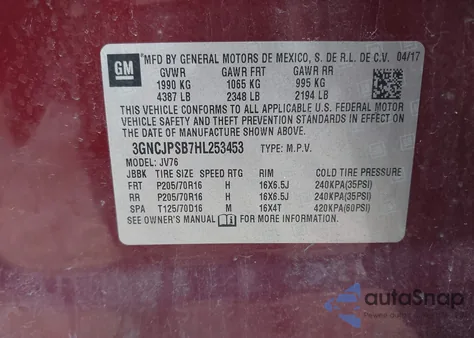 GM
MFD BY GENERAL MOTORS DE MEXICO, S. DE R.L. DE C.V. 04/17
GVWR GAWR FRT GAWR RR
1990 KG 1065 KG 995 KG
4387 LB 2348 LB 2194 LB
THIS VEHICLE CONFORMS TO ALL APPLICABLE U.S. FEDERAL MOTOR
VEHICLE SAFETY AND THEFT PREVENTION STANDARDS IN EFFECT ON
THE DATE OF MANUFACTURE SHOWN ABOVE.
3GNCJPSB7HL253453 TYPE: M.P.V.
MODEL: JV76
JBBK TIRE SIZE SPEED RTG RIM COLD TIRE PRESSURE
FRT P205/70R16 H 16X6.5J 240KPA(35PSI)
RR P205/70R16 H 16X6.5J 240KPA(35PSI)
SPA T125/70D16 M 16X4T 420KPA(60PSI)
SEE OWNER'S MANUAL FOR MORE INFORMATION
autoSnap